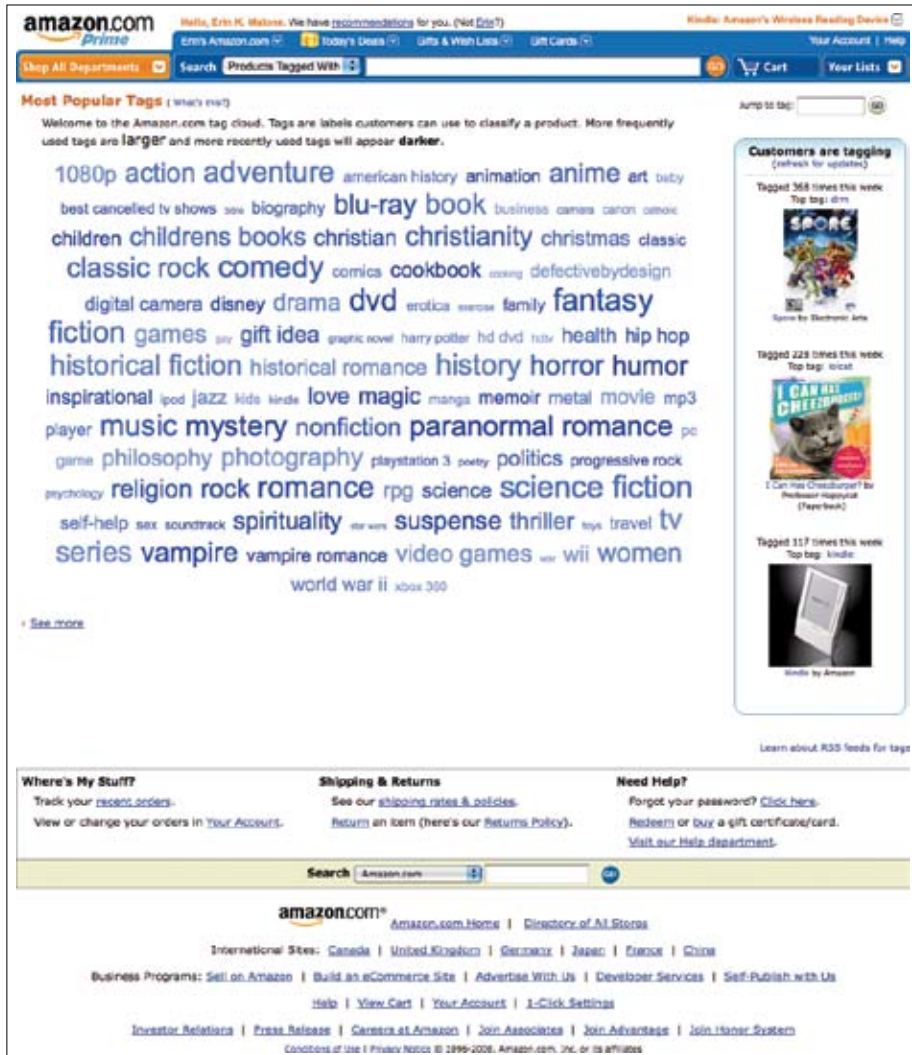 amazon.com
Prime
Hello, Erin K. Malone. We have recommendations for you. (Not Erin?)
Kindle: Amazon's Wireless Reading Device
Erin's Amazon.com
Today's Deals
Gifts & Wish Lists
Gift Cards
Your Account | Help
Shop All Departments
Search
Products Tagged With
GO
Cart
Your Lists
Most Popular Tags (What's this?)
Welcome to the Amazon.com tag cloud. Tags are labels customers can use to classify a product. More frequently
used tags are larger and more recently used tags will appear darker.
1080p action adventure american history animation anime art baby
best cancelled tv shows biography blu-ray book business camera canon
children childrens books christian christianity christmas classic
classic rock comedy comics cookbook cooking defectivebydesign
digital camera disney drama dvd erotica exercise family fantasy
fiction games gift idea graphic novel harry potter hd dvd hdtv health hip hop
historical fiction historical romance history horror humor
inspirational ipod jazz kids kindle love magic manga memoir metal movie mp3
player music mystery nonfiction paranormal romance pc
game philosophy photography playstation 3 poetry politics progressive rock
psychology religion rock romance rpg science science fiction
self-help sex soundtrack spirituality star wars suspense thriller toys travel tv
series vampire vampire romance video games war wii women
world war ii xbox 360
See more
Jump to tag:
GO
Customers are tagging
(refresh for updates)
Tagged 368 times this week
Top tag: drm
SPORE
Spore by Electronic Arts
Tagged 228 times this week
Top tag: lolcat
I CAN HAS
CHEEZBURGER?
I Can Has Cheezburger? by
Professor Happycat
(Paperback)
Tagged 117 times this week
Top tag: kindle
Kindle by Amazon
Learn about RSS feeds for tags
Where's My Stuff?
Track your recent orders.
View or change your orders in Your Account.
Shipping & Returns
See our shipping rates & policies.
Return an item (here's our Returns Policy).
Need Help?
Forgot your password? Click here.
Redeem or buy a gift certificate/card.
Visit our Help department.
Search
Amazon.com
GO
amazon.com®
Amazon.com Home | Directory of All Stores
International Sites: Canada | United Kingdom | Germany | Japan | France | China
Business Programs: Sell on Amazon | Build an eCommerce Site | Advertise With Us | Developer Services | Self-Publish with Us
Help | View Cart | Your Account | 1-Click Settings
Investor Relations | Press Release | Careers at Amazon | Join Associates | Join Advantage | Join Honor System
Conditions of Use | Privacy Notice © 1996-2008, Amazon.com, Inc. or its affiliates